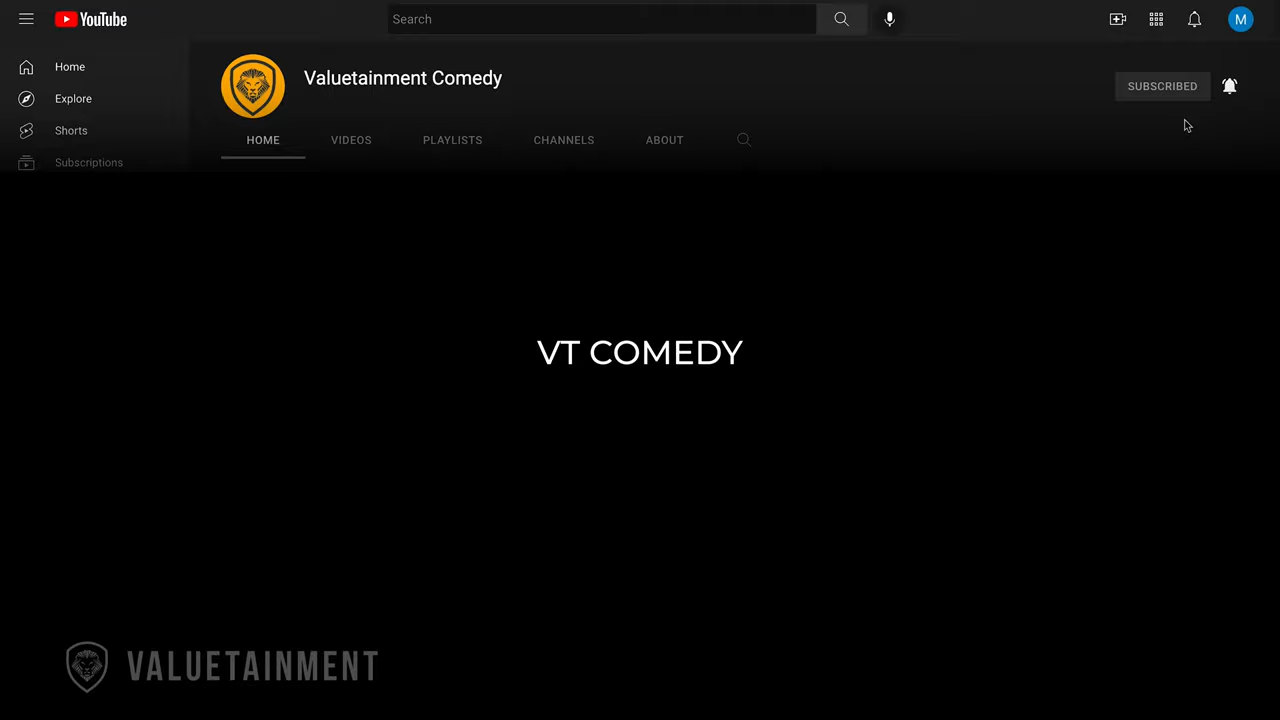 YouTube
Search
M
Home
Valuetainment Comedy
SUBSCRIBED
Explore
Shorts
HOME VIDEOS PLAYLISTS CHANNELS ABOUT
Subscriptions
VT COMEDY
VALUETAINMENT